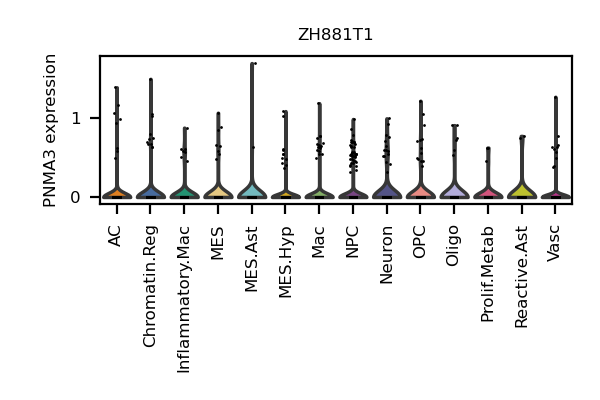 ZH881T1
PNMA3 expression
1
0
AC
Chromatin.Reg
Inflammatory.Mac
MES
MES.Ast
MES.Hyp
Mac
NPC
Neuron
OPC
Oligo
Prolif.Metab
Reactive.Ast
Vasc